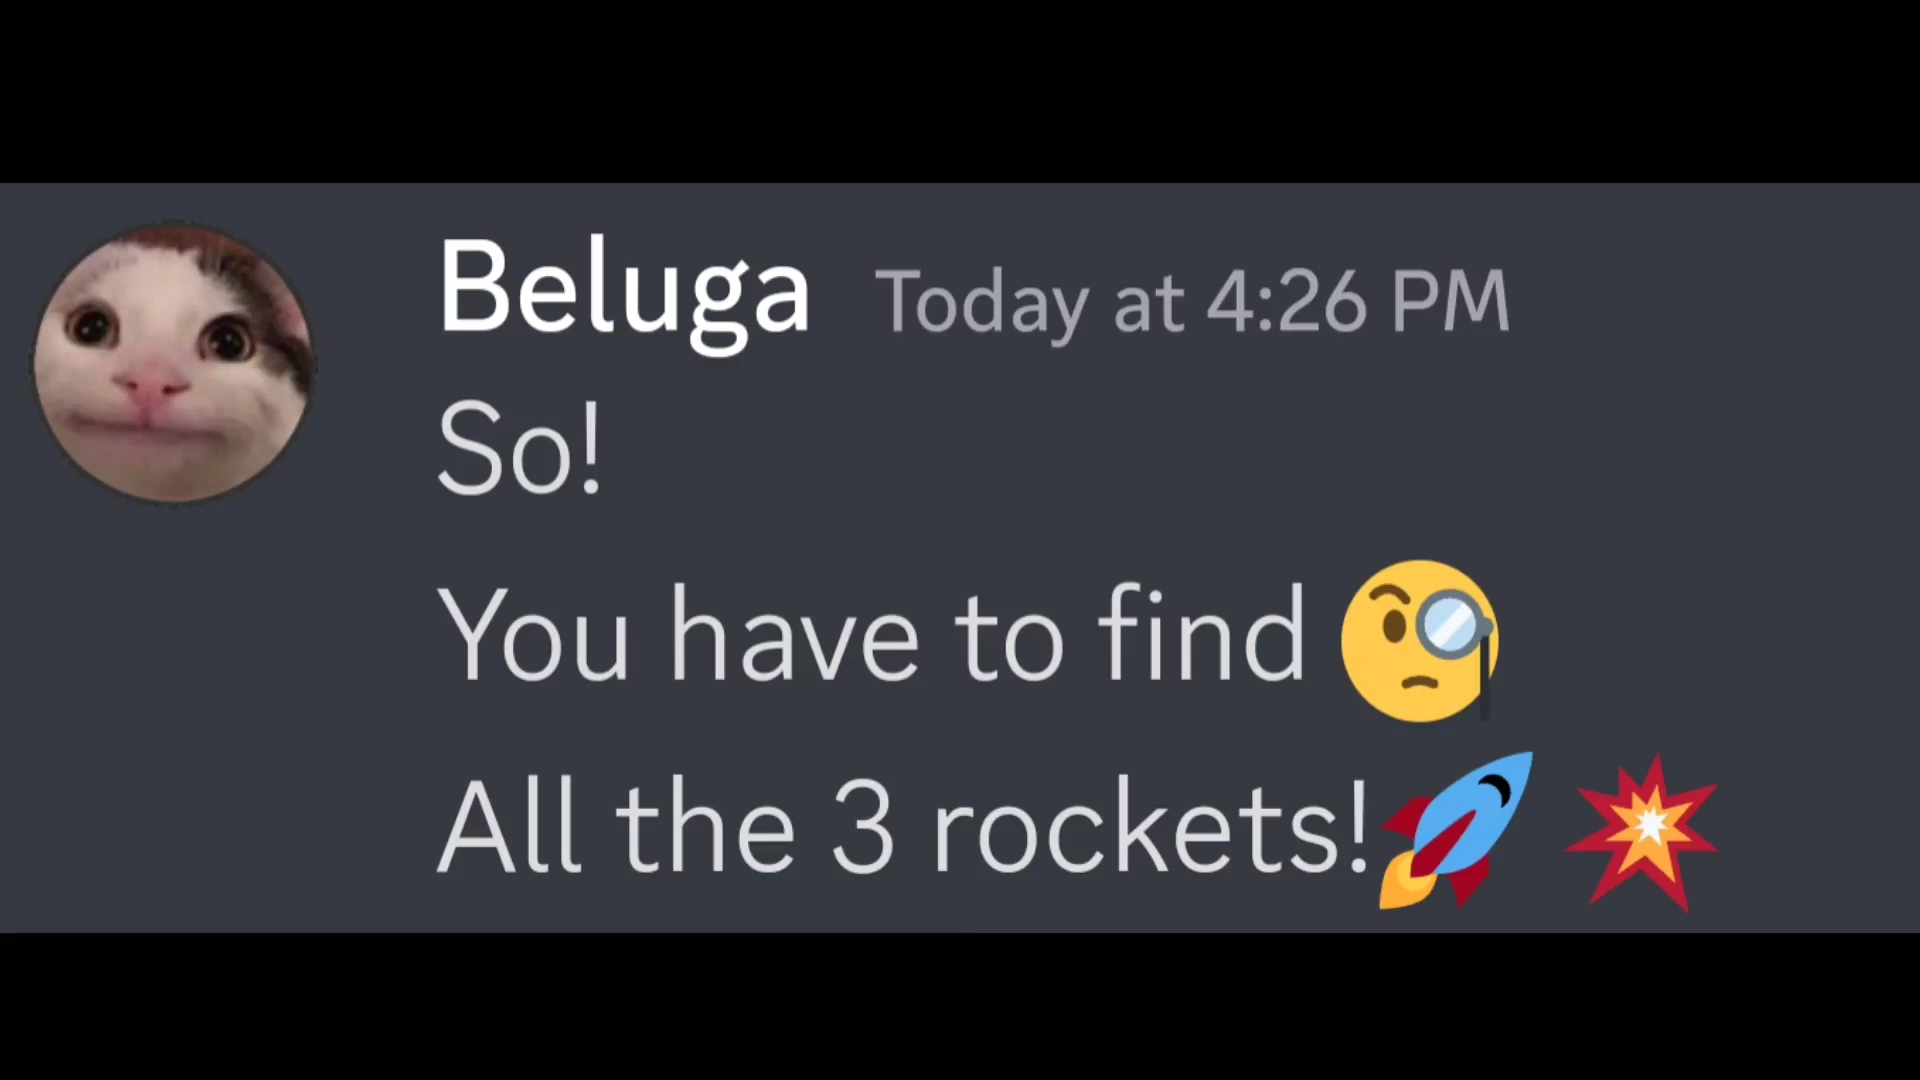 Beluga Today at 4:26 PM
So!
You have to find 🧐
All the 3 rockets!🚀 💥